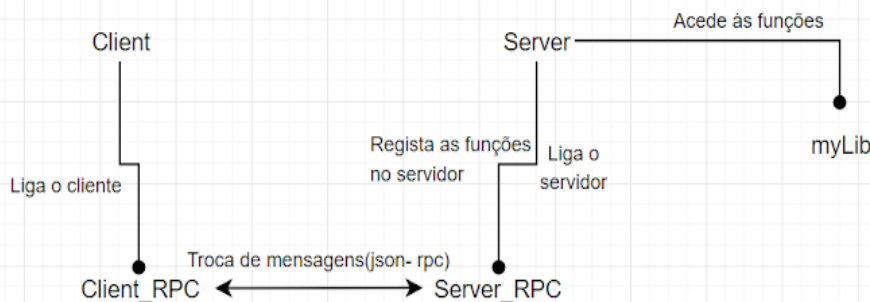 Acede às funções
Client
Server
Regista as funções
no servidor
Liga o
servidor
myLib
Liga o cliente
Troca de mensagens(json- rpc)
Client_RPC
Server_RPC